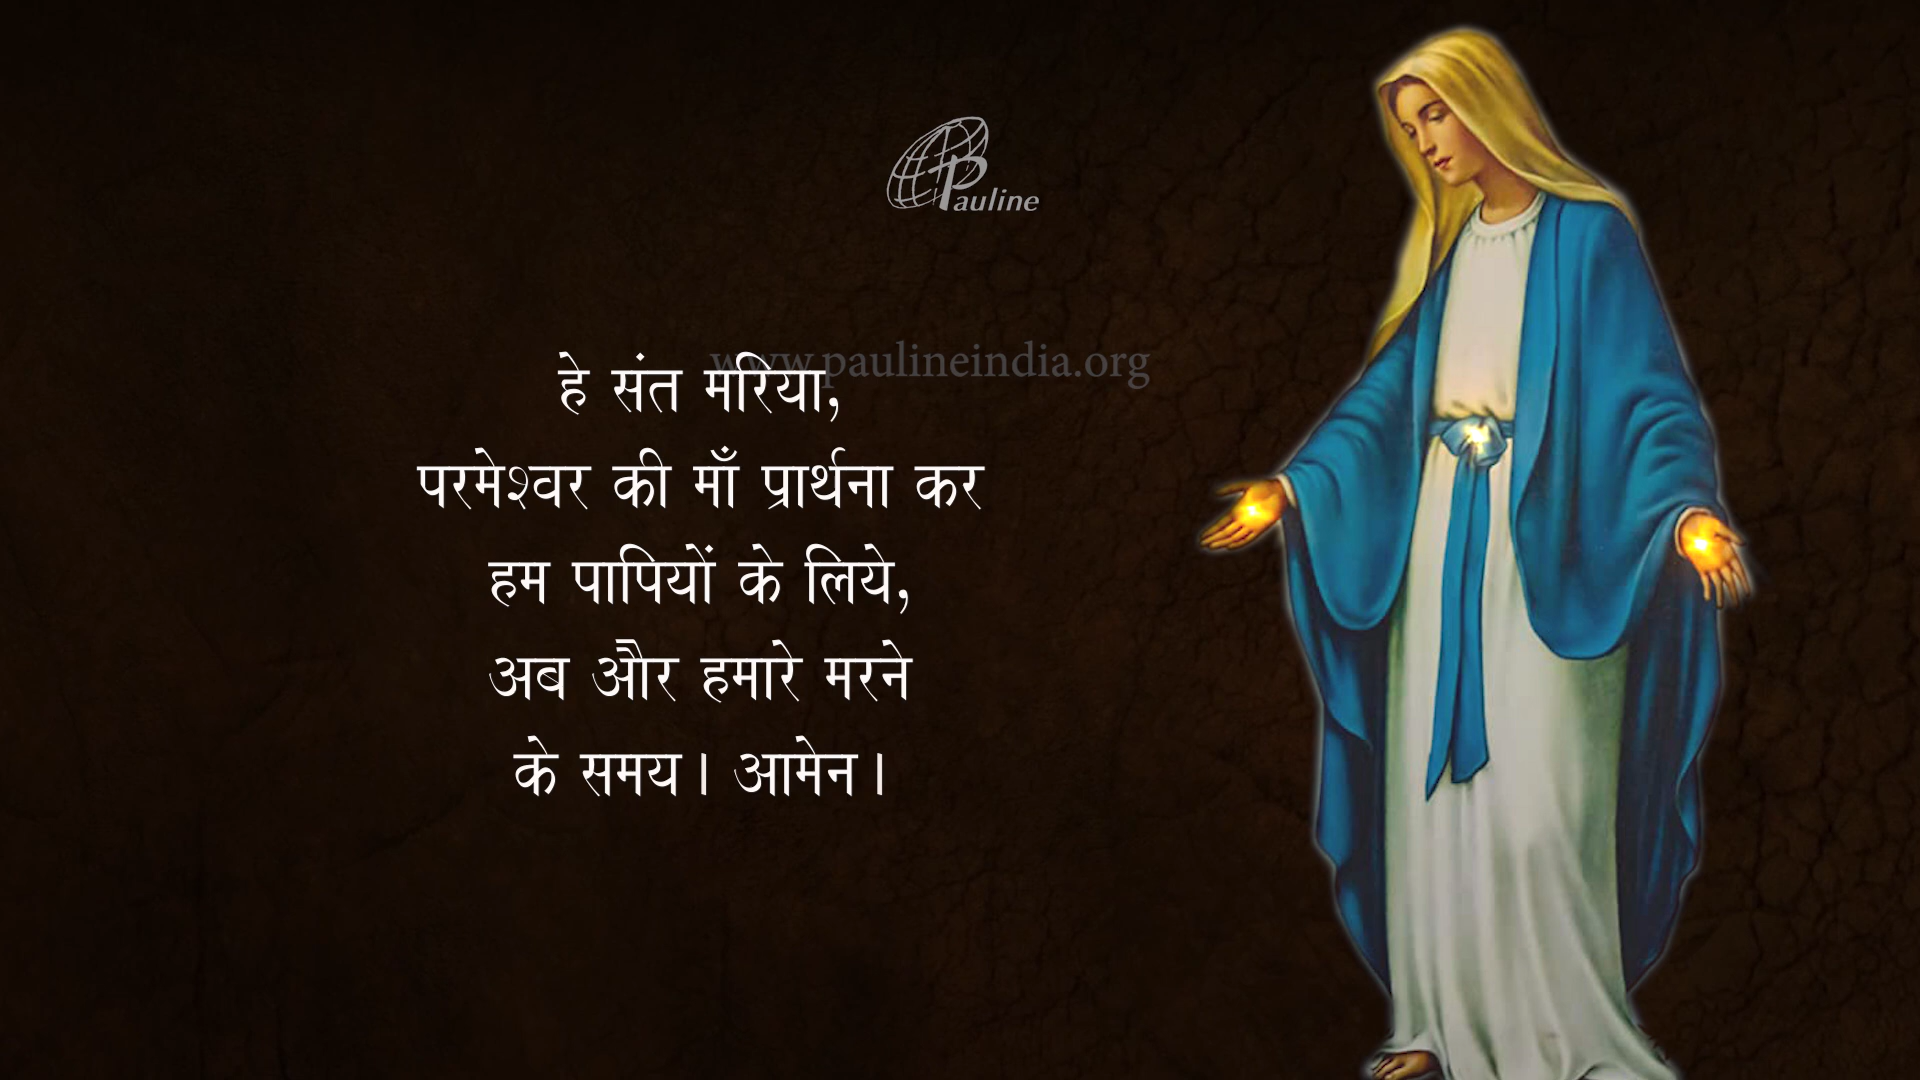 Pauline
www.paulineindia.org
हे संत मरिया,
परमेश्वर की माँ प्रार्थना कर
हम पापियों के लिये,
अब और हमारे मरने
के समय। आमेन।